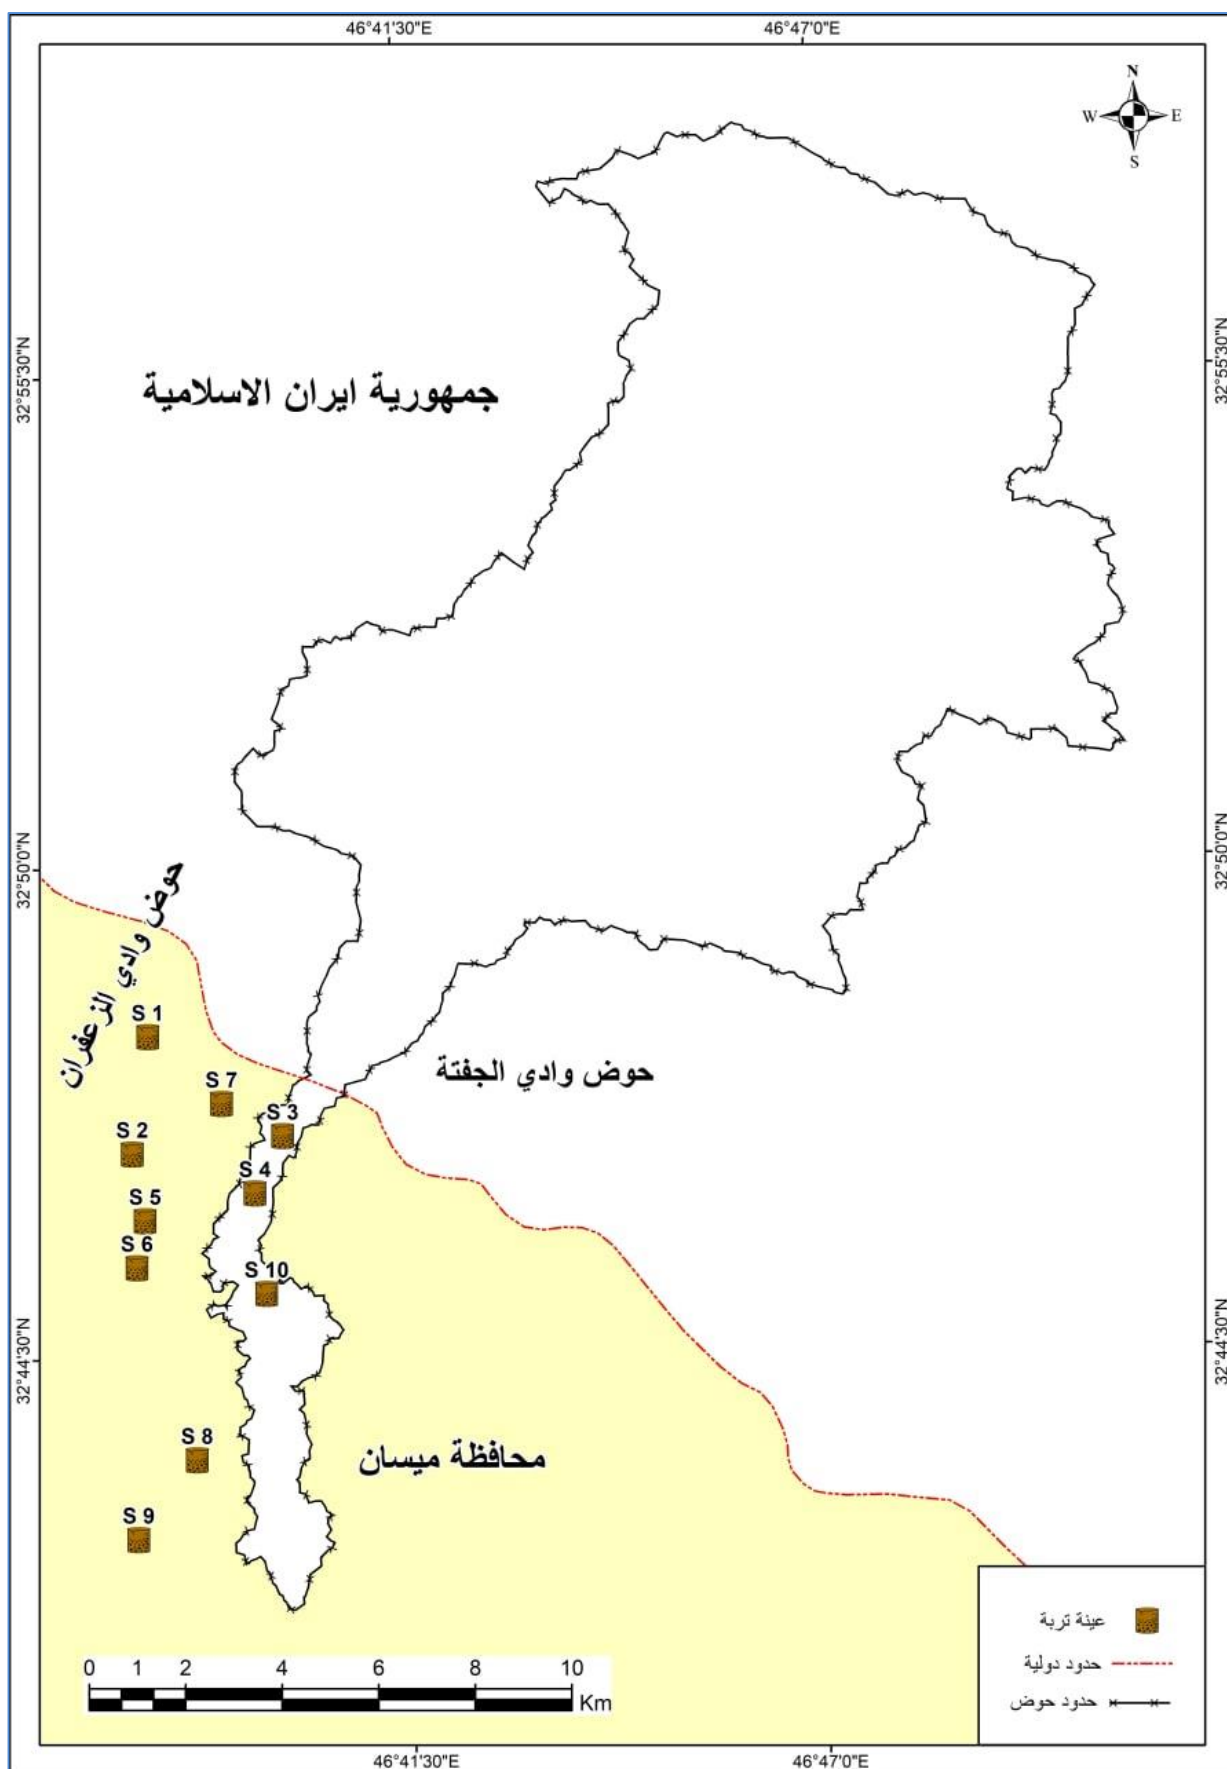 46°41'30"E
46°47'0"E
N
W
E
S
32°55'30"N
32°55'30"N
جمهورية ايران الاسلامية
32°50'0"N
32°50'0"N
حوض وادي الزعفران
S 1
حوض وادي الجفتة
S 7
S 3
S 2
S 4
S 5
S 6
S 10
32°44'30"N
32°44'30"N
S 8
محافظة ميسان
S 9
عينة تربة
حدود دولية
حدود حوض
0 1 2 4 6 8 10
Km
46°41'30"E
46°47'0"E